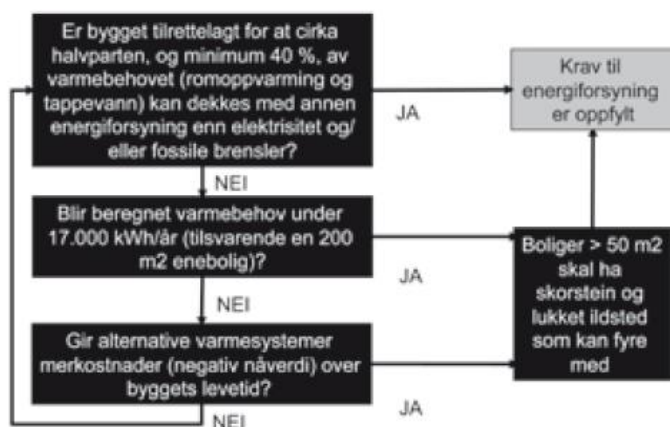 Er bygget tilrettelagt for at cirka
halvparten, og minimum 40 %, av
varmebehovet (romoppvarming og
tappevann) kan dekkes med annen
energiforsyning enn elektrisitet og/
eller fossile brensler?
JA
Krav til
energiforsyning
er oppfylt
NEI
Blir beregnet varmebehov under
17.000 kWh/år (tilsvarende en 200
m2 enebolig)?
JA
Boliger > 50 m2
skal ha
skorstein og
lukket ildsted
som kan fyre
med
NEI
Gir alternative varmesystemer
merkostnader (negativ nåverdi) over
byggets levetid?
JA
NEI